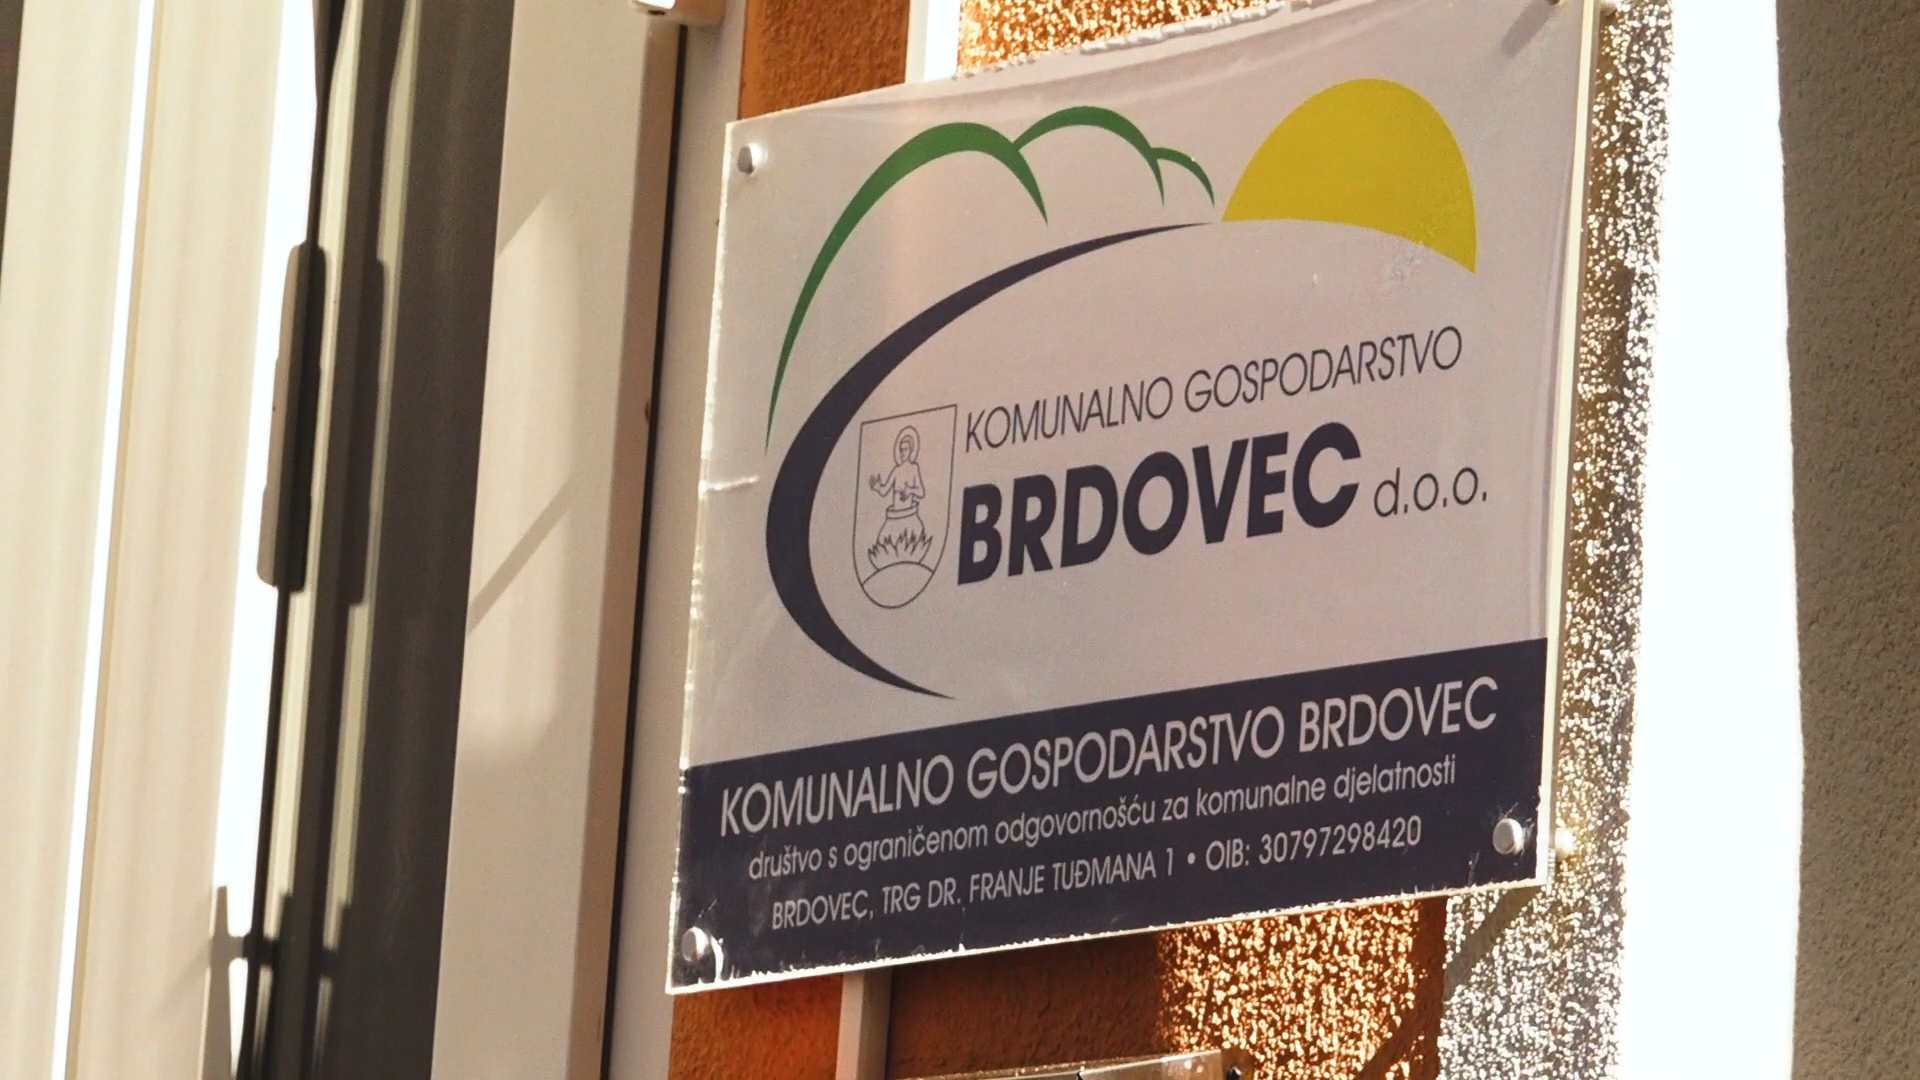 KOMUNALNO GOSPODARSTVO
BRDOVEC d.o.o.
KOMUNALNO GOSPODARSTVO BRDOVEC
društvo s ograničenom odgovornošću za komunalne djelatnosti
BRDOVEC, TRG DR. FRANJE TUĐMANA 1 • OIB: 30797298420